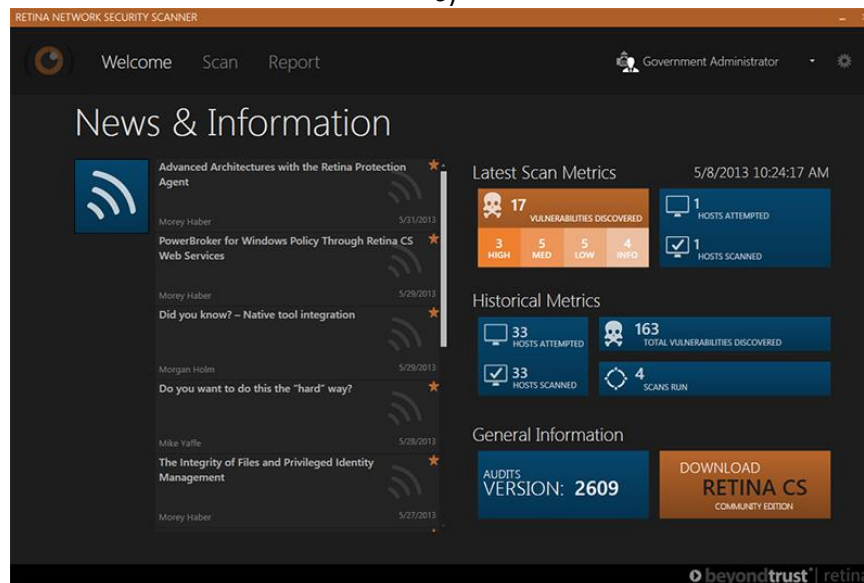 RETINA NETWORK SECURITY SCANNER
Welcome Scan Report
Government Administrator
News & Information
Advanced Architectures with the Retina Protection
Agent
Morey Haber 5/31/2013
PowerBroker for Windows Policy Through Retina CS
Web Services
Morey Haber 5/29/2013
Did you know? – Native tool integration
Morgan Holm 5/29/2013
Do you want to do this the "hard" way?
Mike Yaffe 5/28/2013
The Integrity of Files and Privileged Identity
Management
Morey Haber 5/27/2013
Latest Scan Metrics 5/8/2013 10:24:17 AM
17
VULNERABILITIES DISCOVERED
3 5 5 4
HIGH MED LOW INFO
1
HOSTS ATTEMPTED
1
HOSTS SCANNED
Historical Metrics
33
HOSTS ATTEMPTED
33
HOSTS SCANNED
163
TOTAL VULNERABILITIES DISCOVERED
4
SCANS RUN
General Information
AUDITS
VERSION: 2609
DOWNLOAD
RETINA CS
COMMUNITY EDITION
beyondtrust | retin